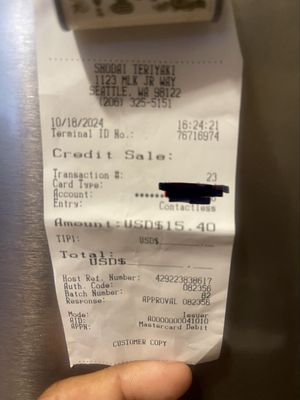 SHODAI TERIYAKI
1123 MLK JR WAY
SEATTLE, WA 98122
(206) 325-5151
10/18/2024 16:24:21
Terminal ID No.: 76716974
Credit Sale:
Transaction #: 23
Card Type:
Account: ******
Entry: Contactless
Amount: USD$15.40
TIP1: USD$
Total:
USD$
Host Ref. Number: 429223838617
Auth. Code: 082356
Batch Number: 82
Response: APPROVAL 082356
Mode: Issuer
AID: A0000000041010
APPN: Mastercard Debit
CUSTOMER COPY